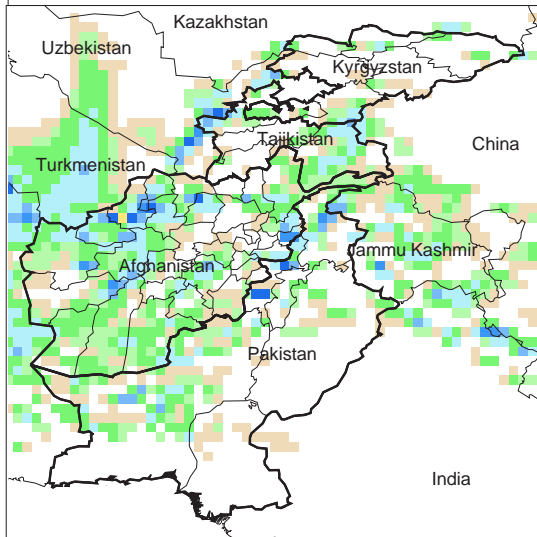 Kazakhstan
Uzbekistan
Kyrgyzstan
Tajikistan
China
Turkmenistan
Jammu Kashmir
Afghanistan
Pakistan
India